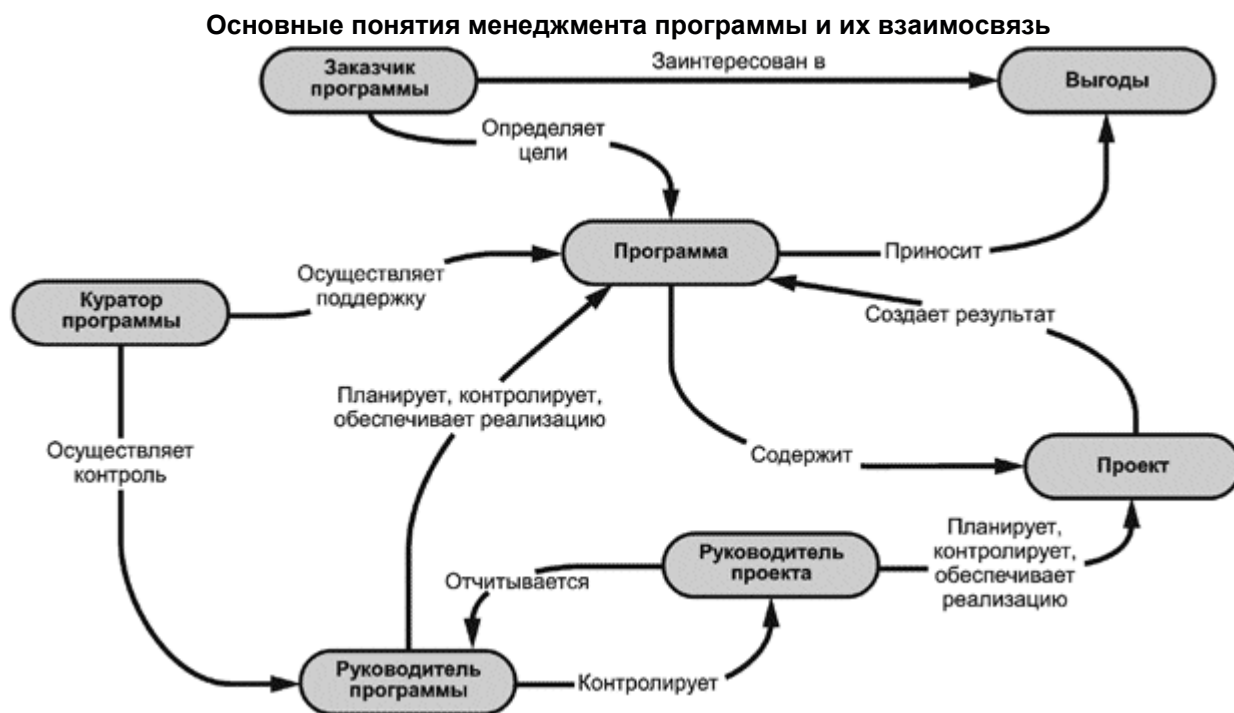 Основные понятия менеджмента программы и их взаимосвязь
Заказчик
программы
Заинтересован в
Выгоды
Определяет
цели
Программа
Приносит
Осуществляет
поддержку
Куратор
программы
Создает результат
Планирует, контролирует,
обеспечивает реализацию
Осуществляет
контроль
Содержит
Проект
Планирует,
контролирует,
обеспечивает
реализацию
Руководитель
проекта
Отчитывается
Руководитель
программы
Контролирует